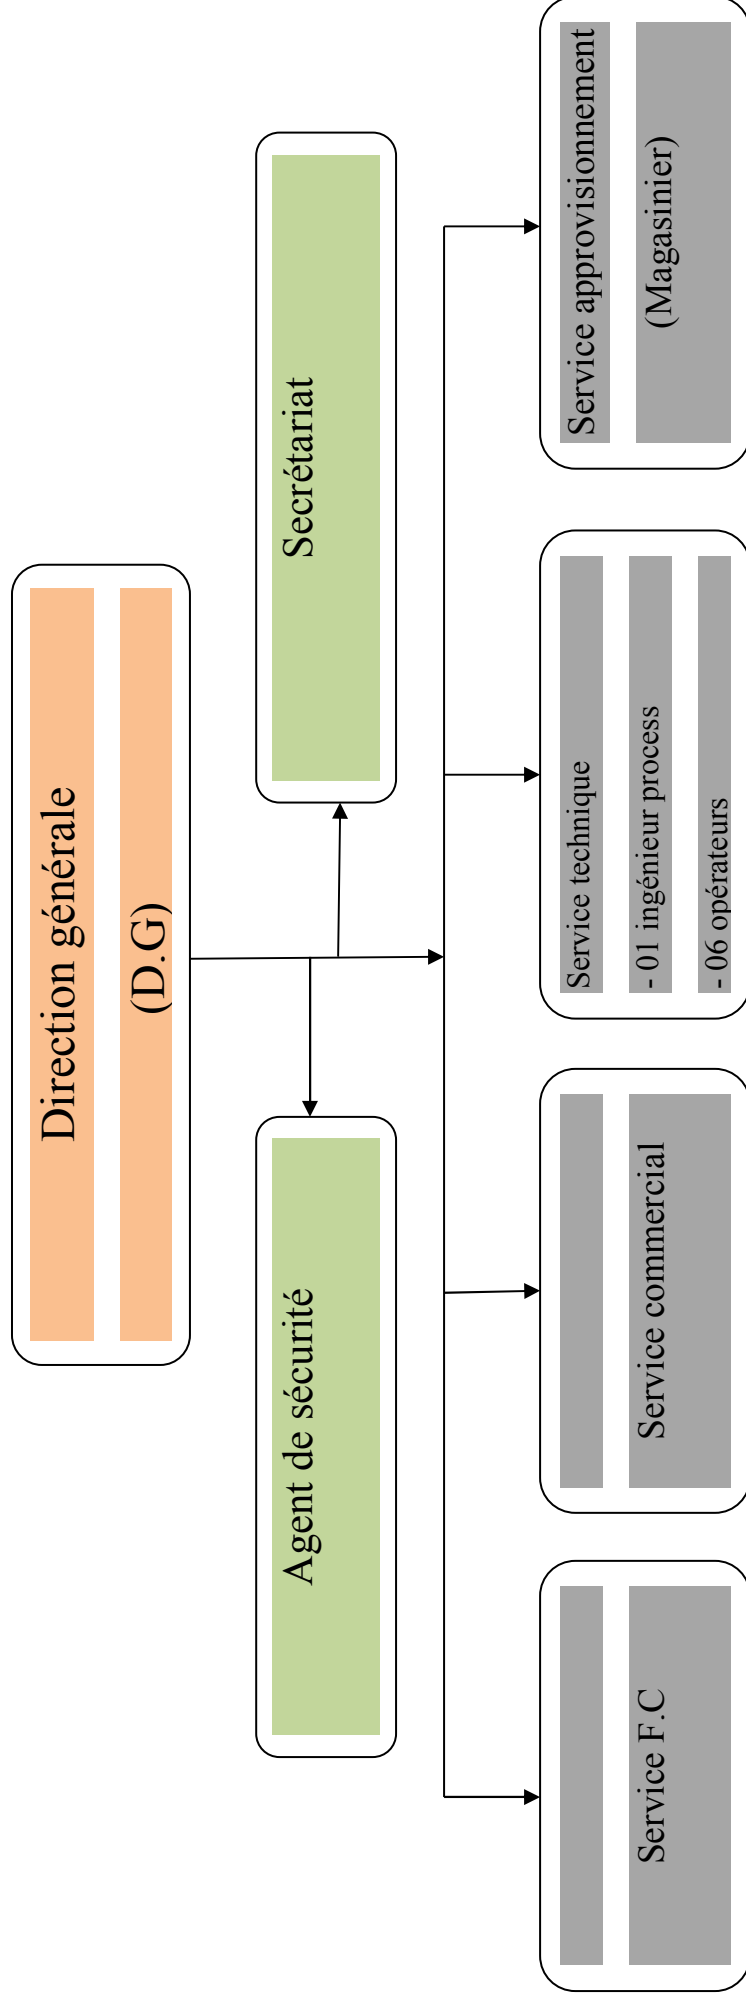 Direction générale
(D.G)
Agent de sécurité
Secrétariat
Service F.C
Service commercial
Service technique
- 01 ingénieur process
- 06 opérateurs
Service approvisionnement
(Magasinier)